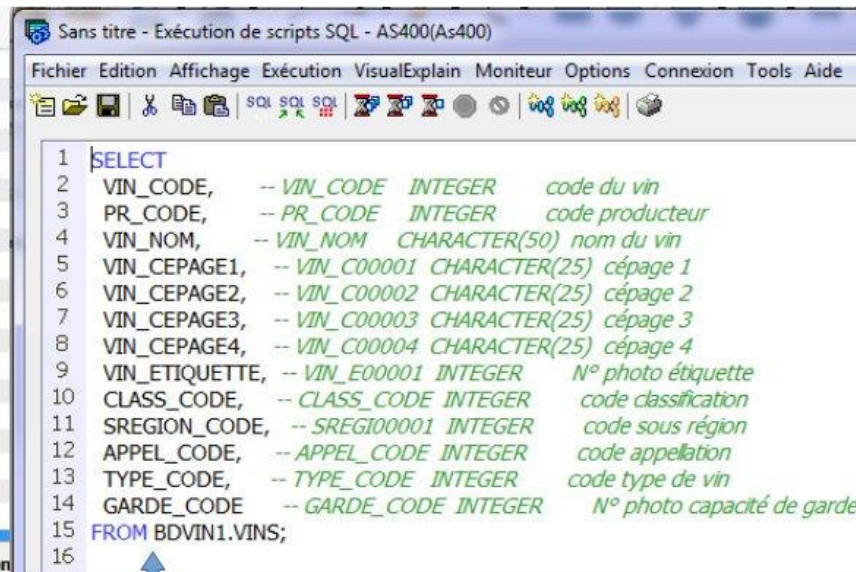 Sans titre - Exécution de scripts SQL - AS400(As400)
Fichier Edition Affichage Exécution VisualExplain Moniteur Options Connexion Tools Aide
SQL SQL SQL
1 SELECT
2 VIN_CODE, -- VIN_CODE INTEGER code du vin
3 PR_CODE, -- PR_CODE INTEGER code producteur
4 VIN_NOM, -- VIN_NOM CHARACTER(50) nom du vin
5 VIN_CEPAGE1, -- VIN_C00001 CHARACTER(25) cépage 1
6 VIN_CEPAGE2, -- VIN_C00002 CHARACTER(25) cépage 2
7 VIN_CEPAGE3, -- VIN_C00003 CHARACTER(25) cépage 3
8 VIN_CEPAGE4, -- VIN_C00004 CHARACTER(25) cépage 4
9 VIN_ETIQUETTE, -- VIN_E00001 INTEGER N° photo étiquette
10 CLASS_CODE, -- CLASS_CODE INTEGER code classification
11 SREGION_CODE, -- SREGI00001 INTEGER code sous région
12 APPEL_CODE, -- APPEL_CODE INTEGER code appellation
13 TYPE_CODE, -- TYPE_CODE INTEGER code type de vin
14 GARDE_CODE -- GARDE_CODE INTEGER N° photo capacité de garde
15 FROM BDVIN1.VINS;
16